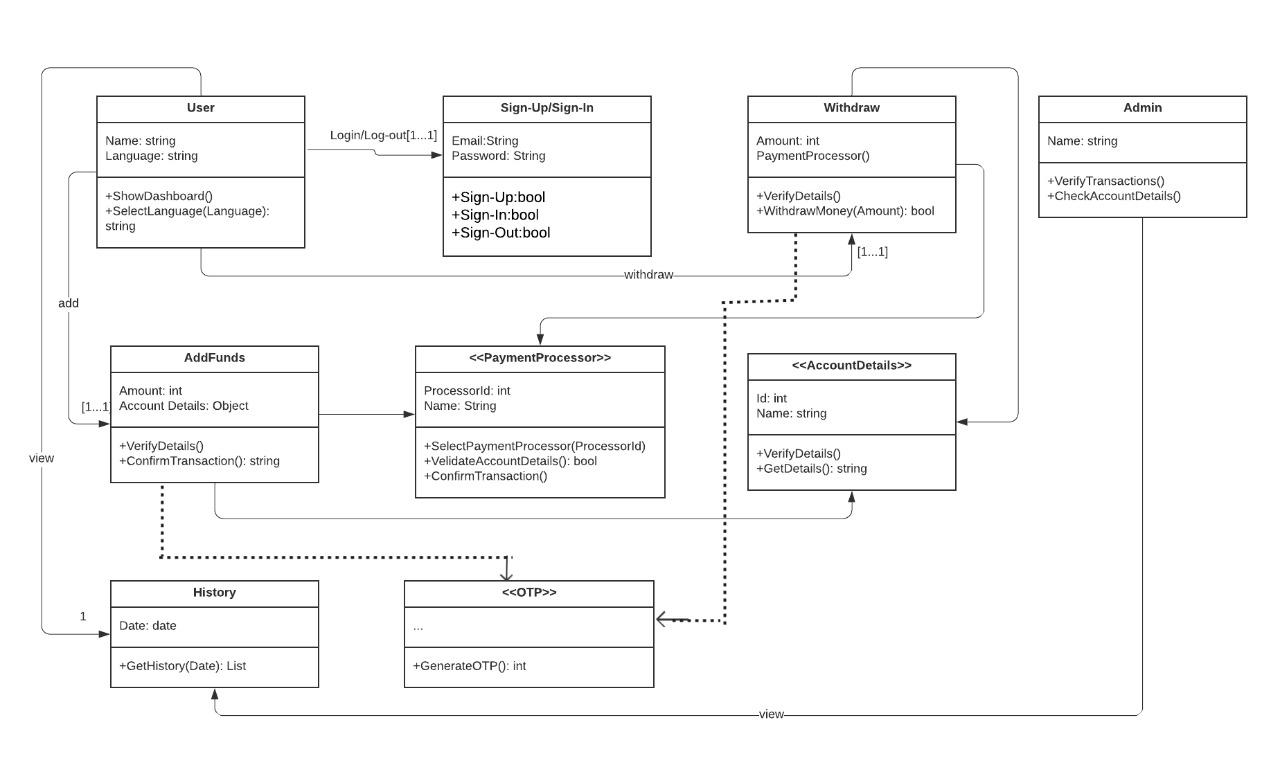 User
Name: string
Language: string
+ShowDashboard()
+SelectLanguage(Language):
string
Login/Log-out[1...1]
Sign-Up/Sign-In
Email:String
Password: String
+Sign-Up:bool
+Sign-In:bool
+Sign-Out:bool
Withdraw
Amount: int
PaymentProcessor()
+VerifyDetails()
+WithdrawMoney(Amount): bool
Admin
Name: string
+VerifyTransactions()
+CheckAccountDetails()
[1...1]
withdraw
add
AddFunds
Amount: int
Account Details: Object
+VerifyDetails()
+ConfirmTransaction(): string
[1...1]
<<PaymentProcessor>>
ProcessorId: int
Name: String
+SelectPaymentProcessor(ProcessorId)
+VelidateAccountDetails(): bool
+ConfirmTransaction()
<<AccountDetails>>
Id: int
Name: string
+VerifyDetails()
+GetDetails(): string
view
1
History
Date: date
+GetHistory(Date): List
<<OTP>>
...
+GenerateOTP(): int
view